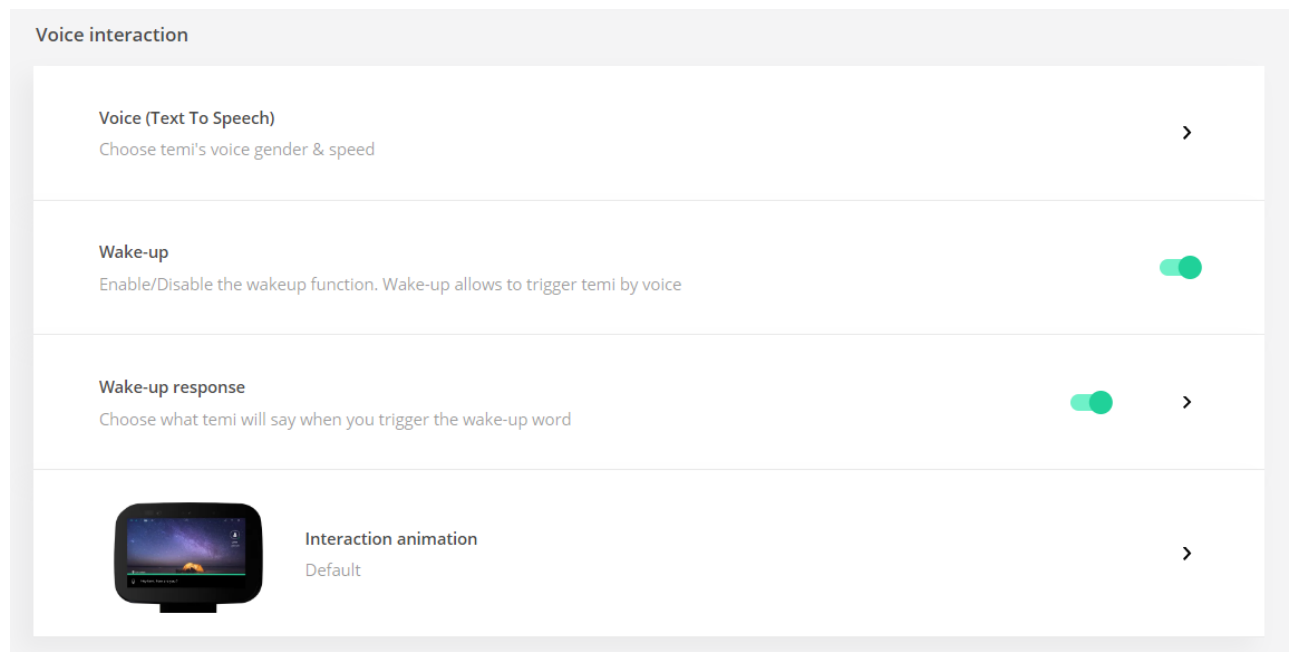 Voice interaction
Voice (Text To Speech)
Choose temi's voice gender & speed
Wake-up
Enable/Disable the wakeup function. Wake-up allows to trigger temi by voice
Wake-up response
Choose what temi will say when you trigger the wake-up word
Interaction animation
Default